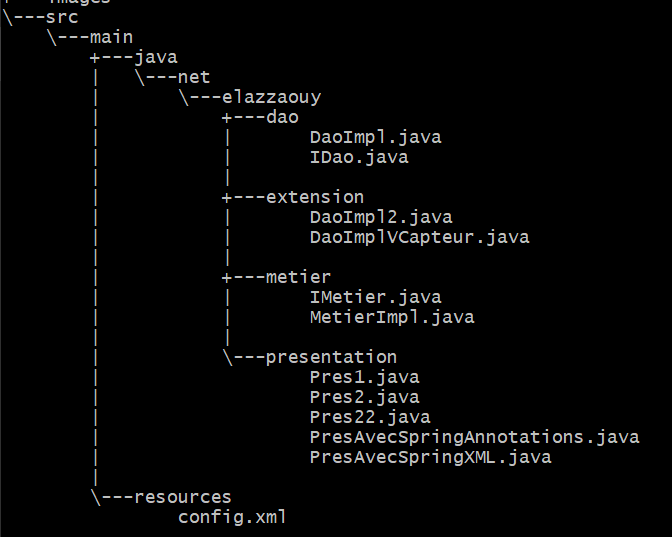 +---images
\---src
    \---main
        +---java
        |   \---net
        |       \---elazzaouy
        |           +---dao
        |           |       DaoImpl.java
        |           |       IDao.java
        |           |
        |           +---extension
        |           |       DaoImpl2.java
        |           |       DaoImplVCapteur.java
        |           |
        |           +---metier
        |           |       IMetier.java
        |           |       MetierImpl.java
        |           |
        |           \---presentation
        |                   Pres1.java
        |                   Pres2.java
        |                   Pres22.java
        |                   PresAvecSpringAnnotations.java
        |                   PresAvecSpringXML.java
        |
        \---resources
                config.xml